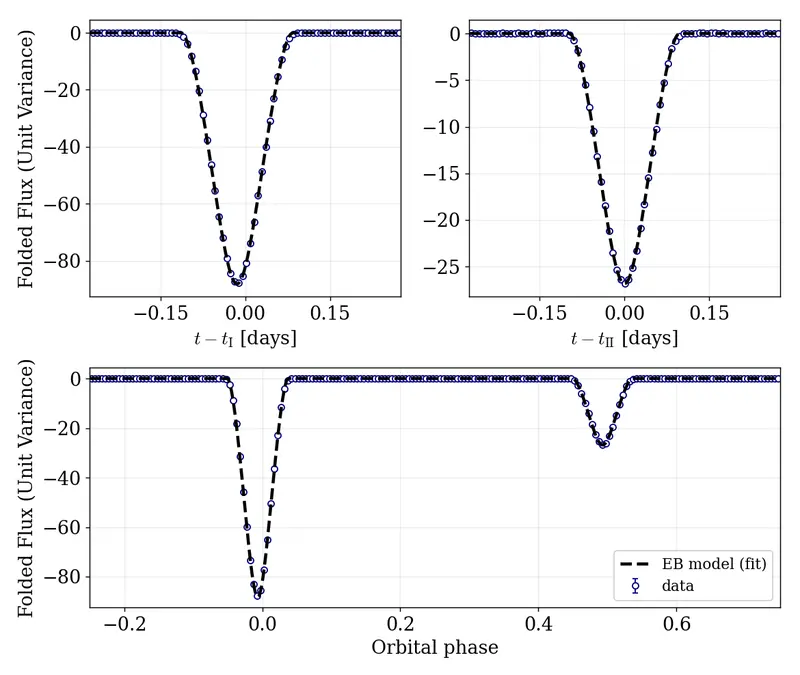 Folded Flux (Unit Variance)
0
−20
−40
−60
−80
−0.15 0.00 0.15
t − tI [days]
0
−5
−10
−15
−20
−25
−0.15 0.00 0.15
t − tII [days]
Folded Flux (Unit Variance)
0
−20
−40
−60
−80
EB model (fit)
data
−0.2 0.0 0.2 0.4 0.6
Orbital phase